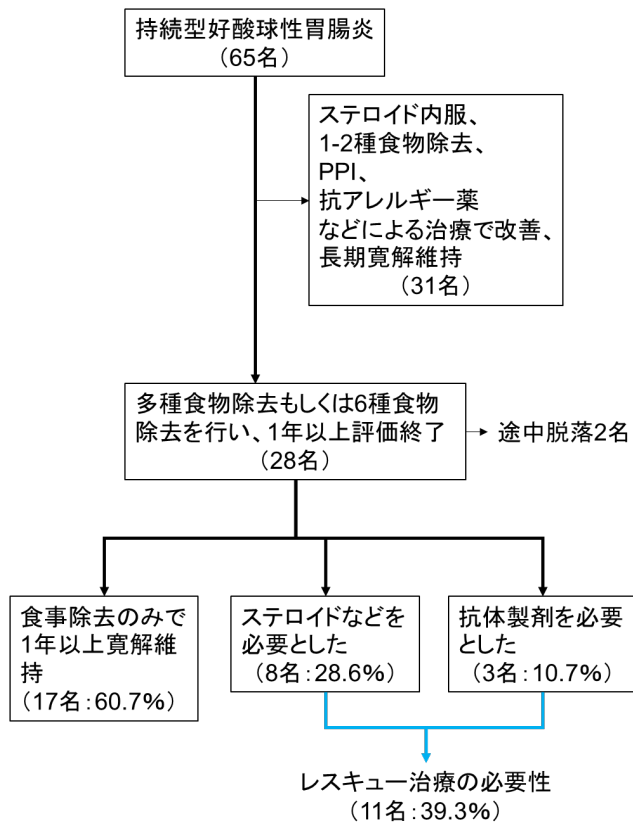 持続型好酸球性胃腸炎
（65名）
ステロイド内服、
1-2種食物除去、
PPI、
抗アレルギー薬
などによる治療で改善、
長期寛解維持
（31名）
多種食物除去もしくは6種食物
除去を行い、1年以上評価終了
（28名）
途中脱落2名
食事除去のみで
1年以上寛解維
持
（17名：60.7%）
ステロイドなどを
必要とした
（8名：28.6%）
抗体製剤を必要
とした
（3名：10.7%）
レスキュー治療の必要性
（11名：39.3%）